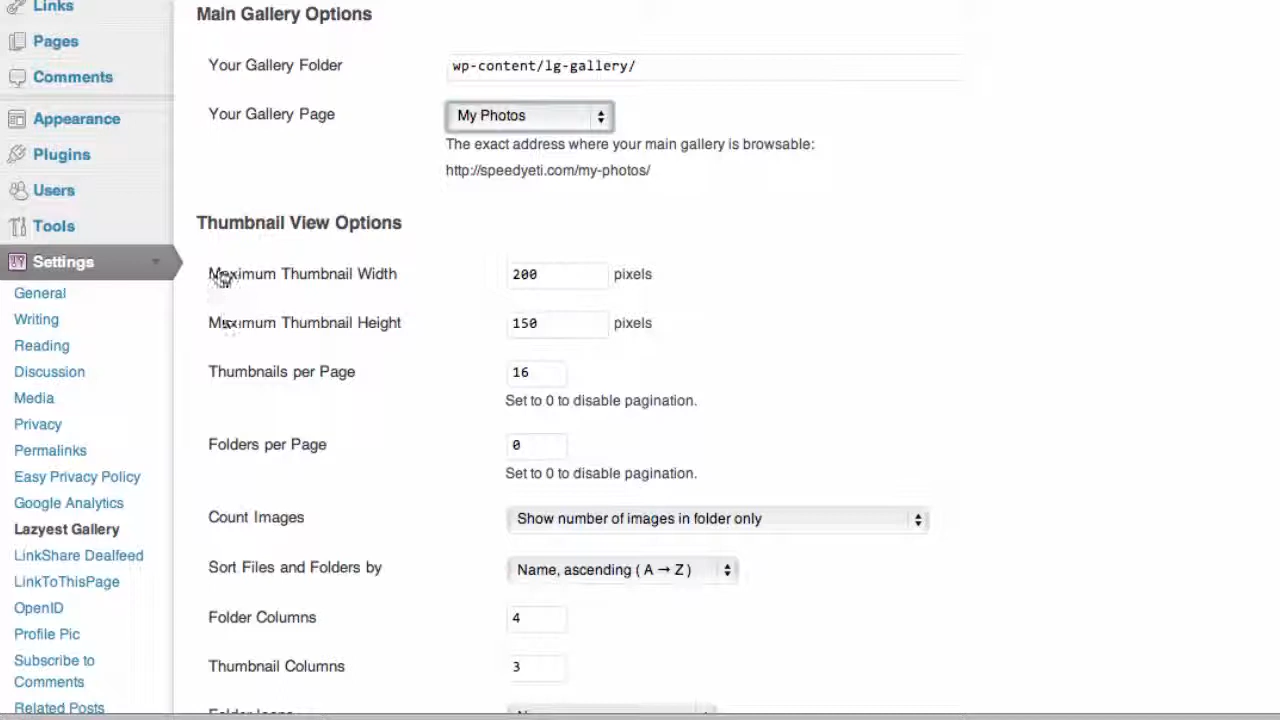 Links
Pages
Comments
Appearance
Plugins
Users
Tools
Settings
General
Writing
Reading
Discussion
Media
Privacy
Permalinks
Easy Privacy Policy
Google Analytics
Lazyest Gallery
LinkShare Dealfeed
LinkToThisPage
OpenID
Profile Pic
Subscribe to
Comments
Related Posts
Main Gallery Options
Your Gallery Folder wp-content/lg-gallery/
Your Gallery Page My Photos
The exact address where your main gallery is browsable:
http://speedyeti.com/my-photos/
Thumbnail View Options
Maximum Thumbnail Width 200 pixels
Maximum Thumbnail Height 150 pixels
Thumbnails per Page 16
Set to 0 to disable pagination.
Folders per Page 0
Set to 0 to disable pagination.
Count Images Show number of images in folder only
Sort Files and Folders by Name, ascending ( A → Z )
Folder Columns 4
Thumbnail Columns 3
Folder Icons